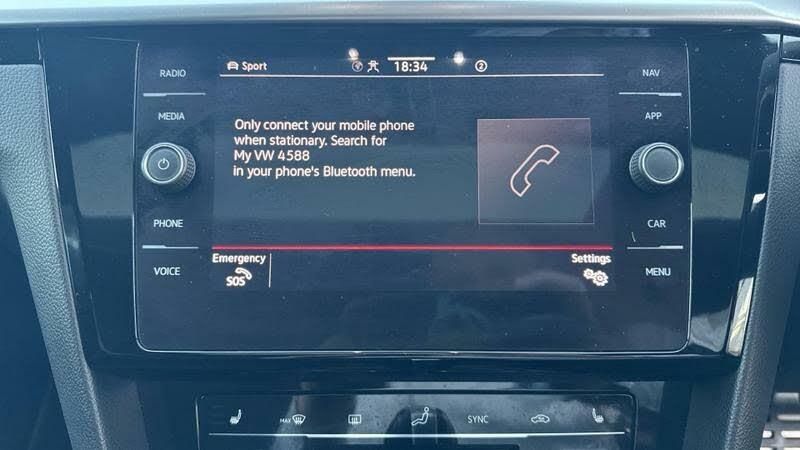 Sport
18:34
2
RADIO
MEDIA
PHONE
VOICE
Only connect your mobile phone
when stationary. Search for
My VW 4588
in your phone's Bluetooth menu.
Emergency
SOS
Settings
NAV
APP
CAR
MENU
MAX
SYNC